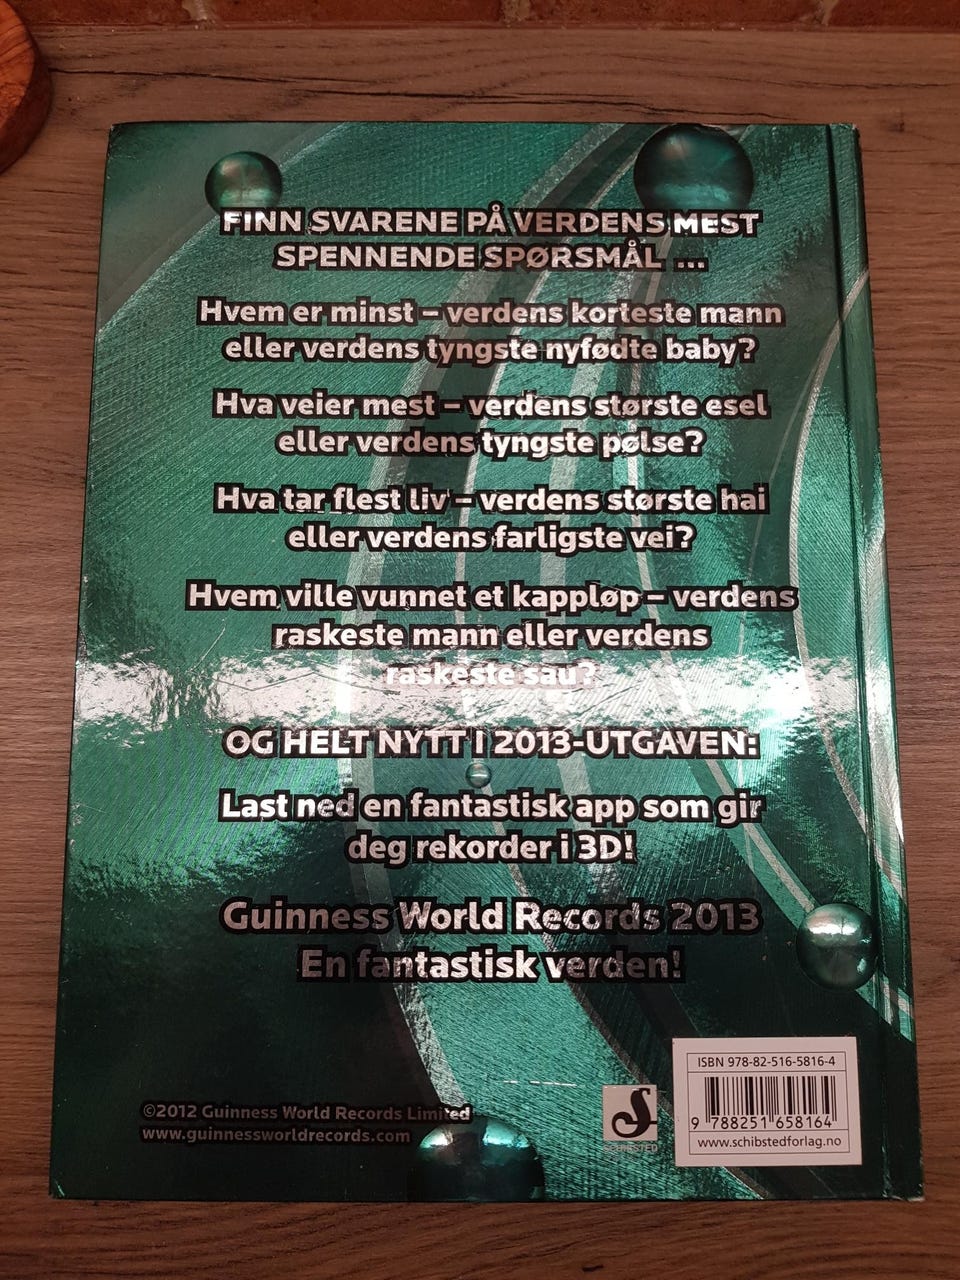 FINN SVARENE PÅ VERDENS MEST
SPENNENDE SPØRSMÅL ...
Hvem er minst – verdens korteste mann
eller verdens tyngste nyfødte baby?
Hva veier mest – verdens største esel
eller verdens tyngste pølse?
Hva tar flest liv – verdens største hai
eller verdens farligste vei?
Hvem ville vunnet et kappløp – verdens
raskeste mann eller verdens
raskeste sau?
OG HELT NYTT I 2013-UTGAVEN:
Last ned en fantastisk app som gir
deg rekorder i 3D!
Guinness World Records 2013
En fantastisk verden!
©2012 Guinness World Records Limited
www.guinnessworldrecords.com
S
SCHIBSTED
ISBN 978-82-516-5816-4
9 788251 658164
www.schibstedforlag.no